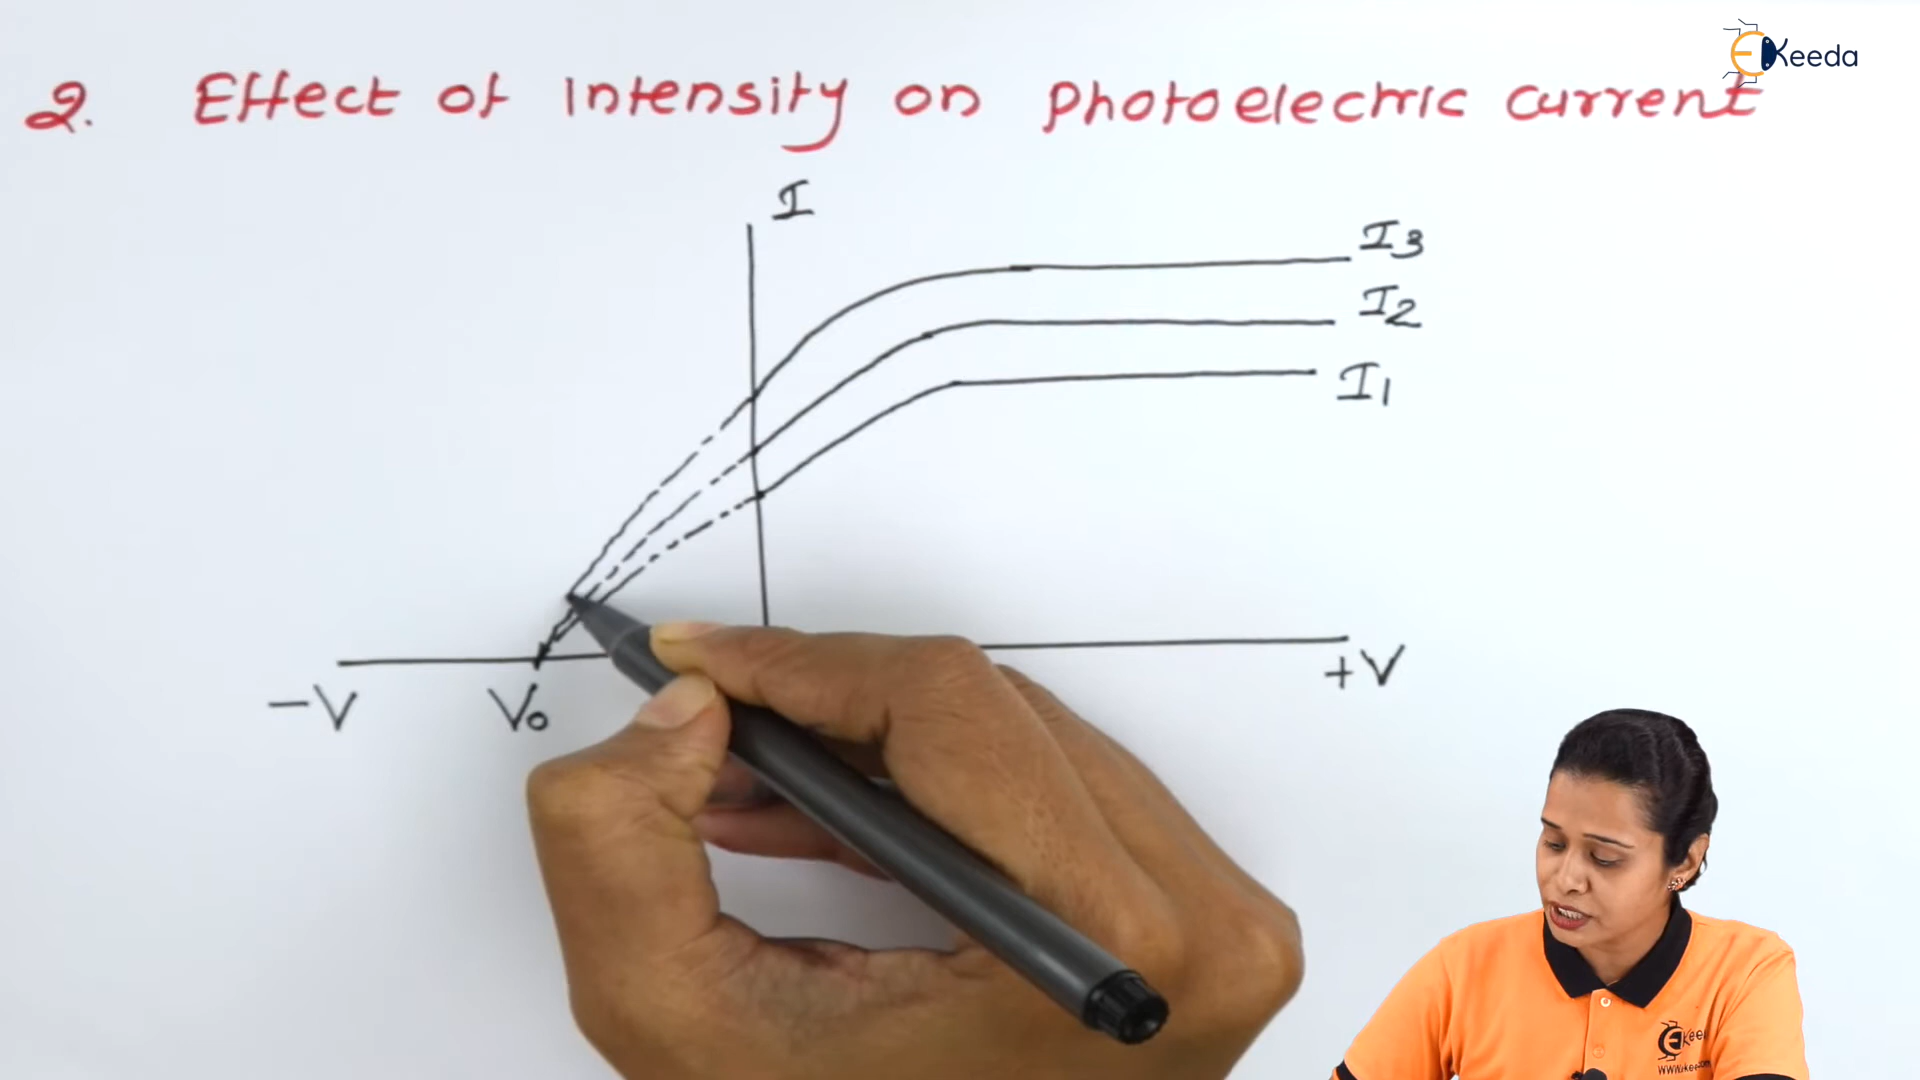 EKeeda
2. Effect of intensity on photoelectric current
I
I3
I2
I1
-V
V0
+V